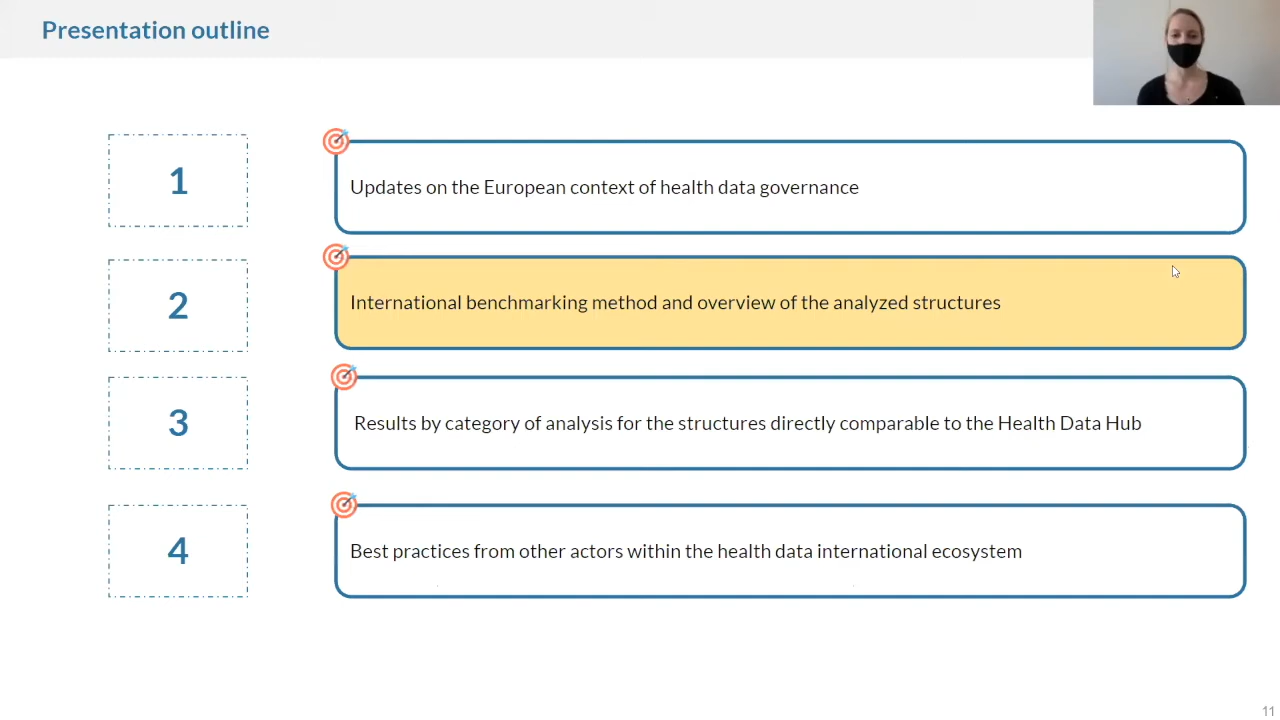 Presentation outline
1
Updates on the European context of health data governance
2
International benchmarking method and overview of the analyzed structures
3
Results by category of analysis for the structures directly comparable to the Health Data Hub
4
Best practices from other actors within the health data international ecosystem
11